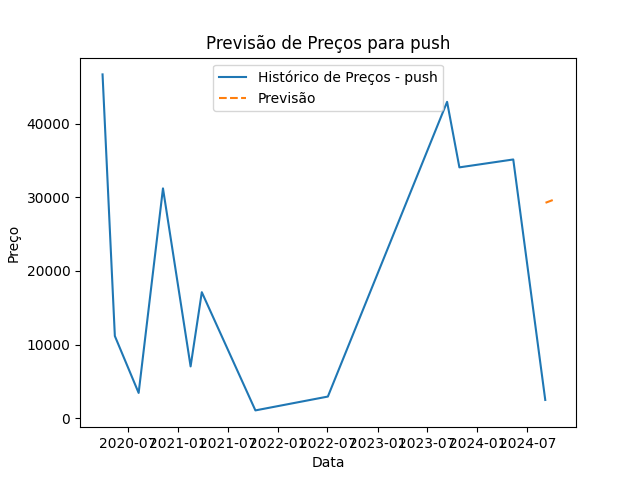 Previsão de Preços para push
Histórico de Preços - push
Previsão
Preço
40000
30000
20000
10000
0
2020-07
2021-01
2021-07
2022-01
2022-07
2023-01
2023-07
2024-01
2024-07
Data